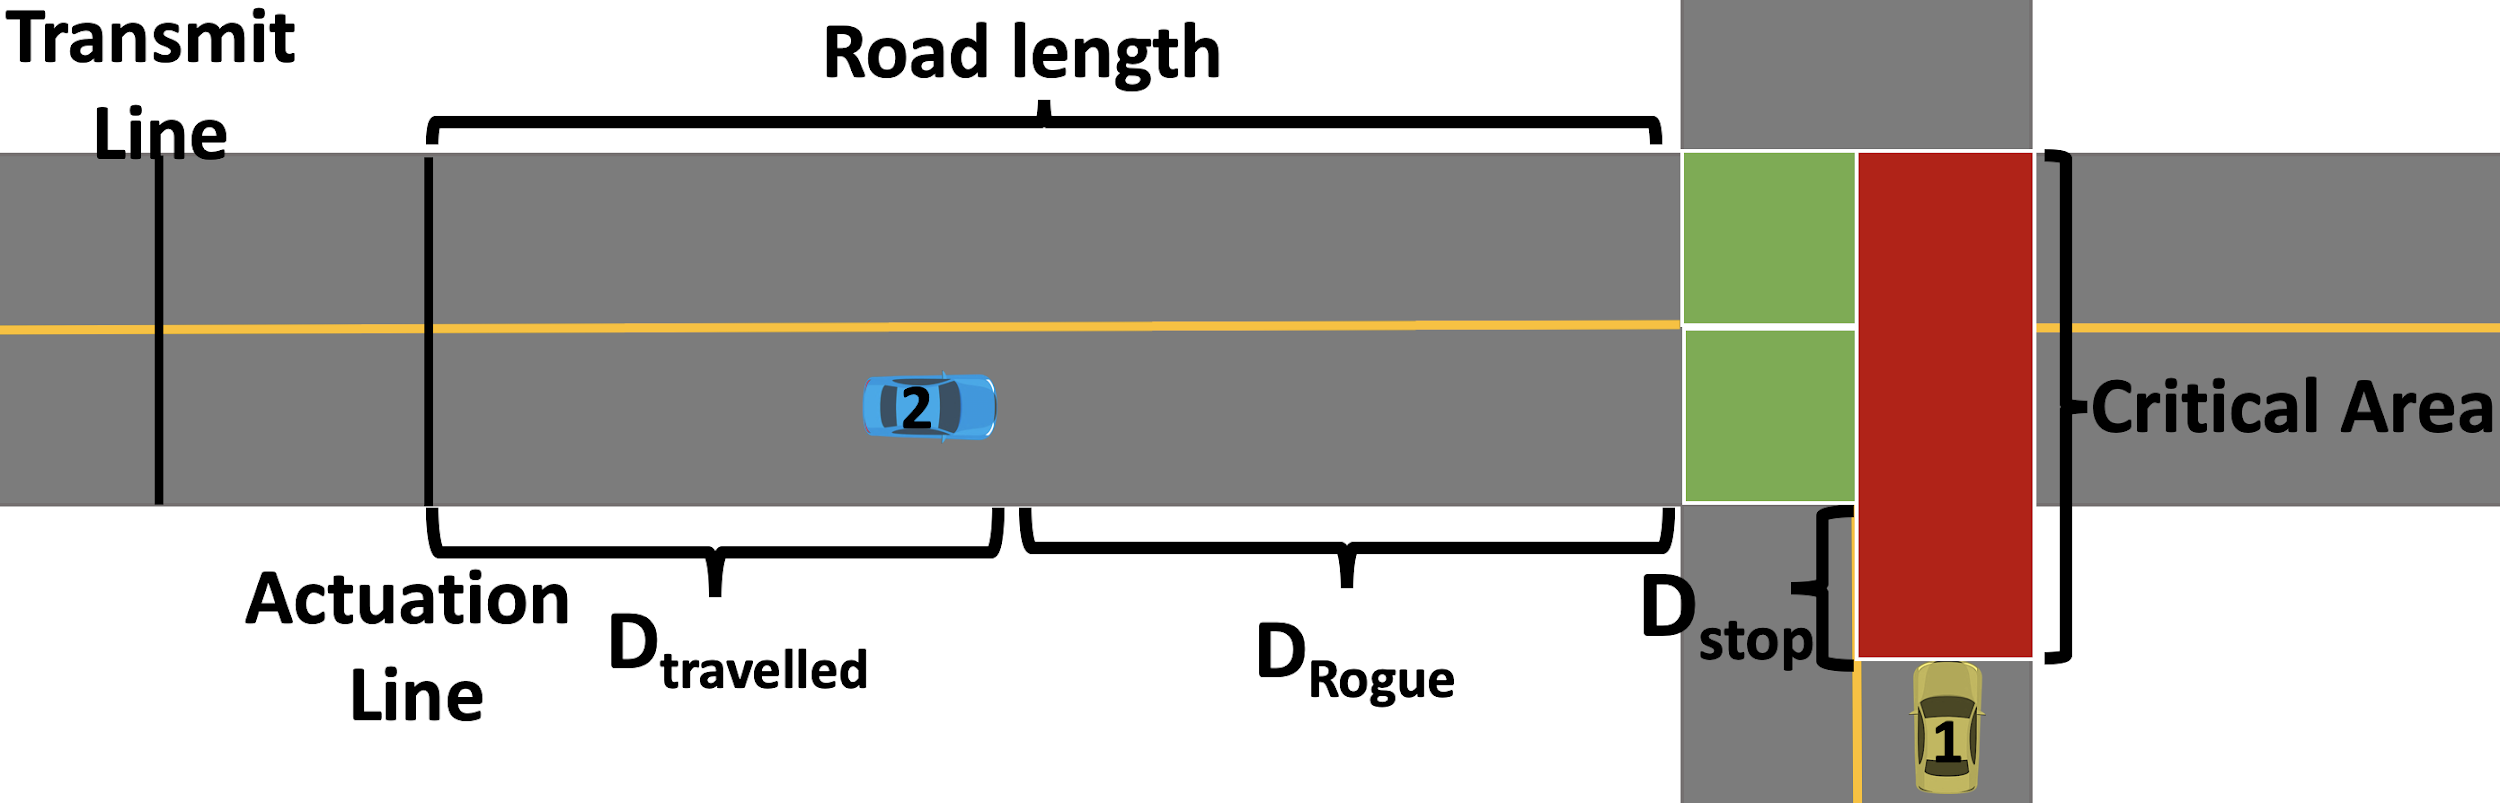 Transmit
Line
Road length
2
Critical Area
Actuation
Line
Dtravelled
DRogue
Dstop
1